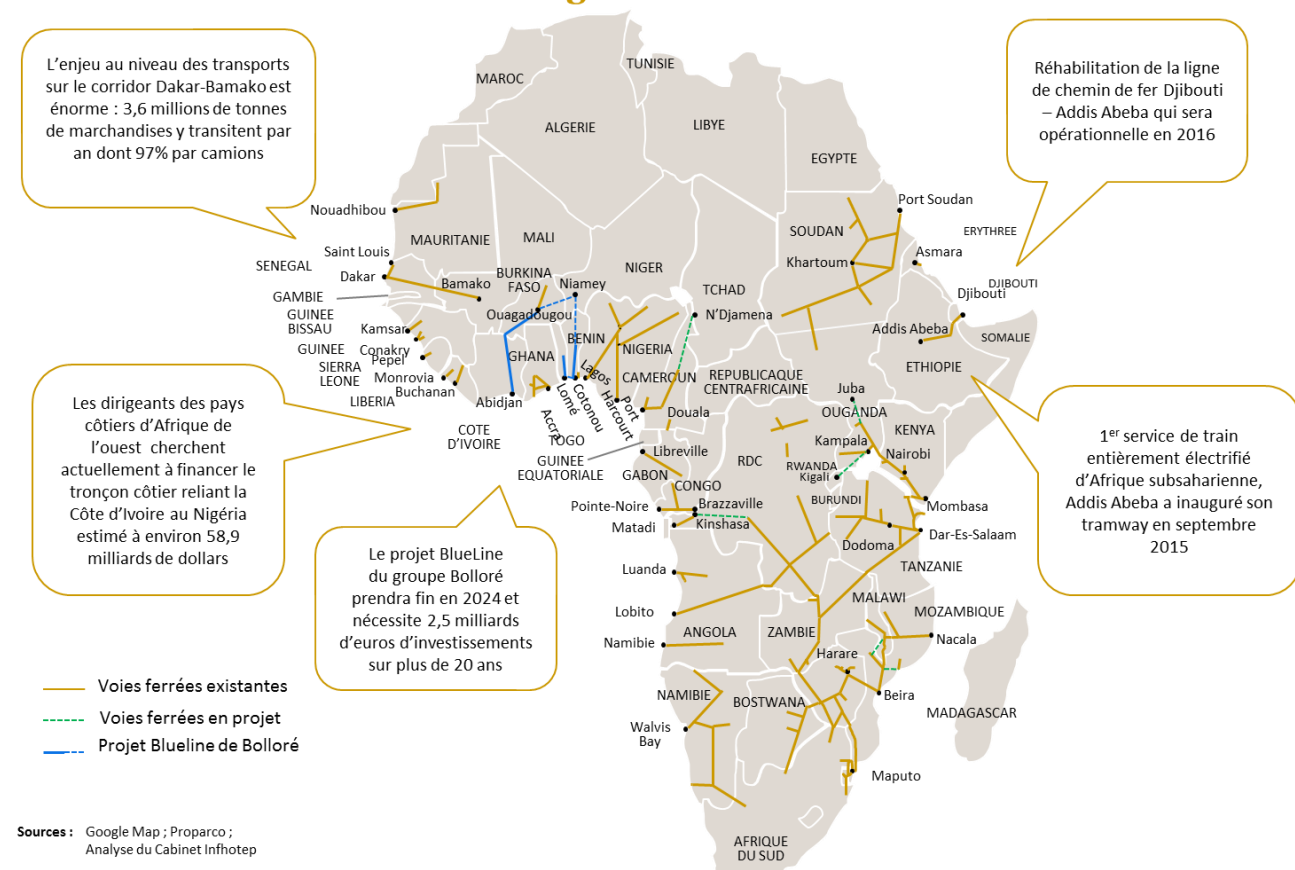 L’enjeu au niveau des transports
sur le corridor Dakar-Bamako est
énorme : 3,6 millions de tonnes
de marchandises y transitent par
an dont 97% par camions
Réhabilitation de la ligne
de chemin de fer Djibouti
– Addis Abeba qui sera
opérationnelle en 2016
MAROC
TUNISIE
ALGERIE
LIBYE
EGYPTE
Nouadhibou
MAURITANIE
MALI
NIGER
TCHAD
SOUDAN
Port Soudan
ERYTHREE
Asmara
Khartoum
Saint Louis
SENEGAL
Dakar
Bamako
BURKINA
FASO
Niamey
Ouagadougou
DJIBOUTI
Djibouti
GAMBIE
GUINEE
BISSAU
Kamsar
GUINEE
Conakry
Pepel
SIERRA
LEONE
Monrovia
Buchanan
LIBERIA
BENIN
GHANA
NIGERIA
N’Djamena
Addis Abeba
SOMALIE
ETHIOPIE
CAMEROUN
REPUBLICAQUE
CENTRAFRICAINE
Abidjan
Accra
Lomé
Cotonou
Lagos
Port
Harcourt
Douala
Juba
OUGANDA
KENYA
Kampala
Nairobi
COTE
D’IVOIRE
TOGO
GUINEE
EQUATORIALE
Libreville
GABON
CONGO
RDC
RWANDA
Kigali
BURUNDI
Mombasa
Pointe-Noire
Brazzaville
Matadi
Kinshasa
Dar-Es-Salaam
Dodoma
TANZANIE
Luanda
MALAWI
MOZAMBIQUE
Lobito
ANGOLA
ZAMBIE
Nacala
Namibie
Harare
NAMIBIE
BOSTWANA
Beira
MADAGASCAR
Walvis
Bay
Maputo
AFRIQUE
DU SUD
Les dirigeants des pays
côtiers d’Afrique de
l’ouest cherchent
actuellement à financer le
tronçon côtier reliant la
Côte d’Ivoire au Nigéria
estimé à environ 58,9
milliards de dollars
Le projet BlueLine
du groupe Bolloré
prendra fin en 2024 et
nécessite 2,5 milliards
d’euros d’investissements
sur plus de 20 ans
1er service de train
entièrement électrifié
d’Afrique subsaharienne,
Addis Abeba a inauguré son
tramway en septembre
2015
Voies ferrées existantes
Voies ferrées en projet
Projet Blueline de Bolloré
Sources : Google Map ; Proparco ;
Analyse du Cabinet Infhotep